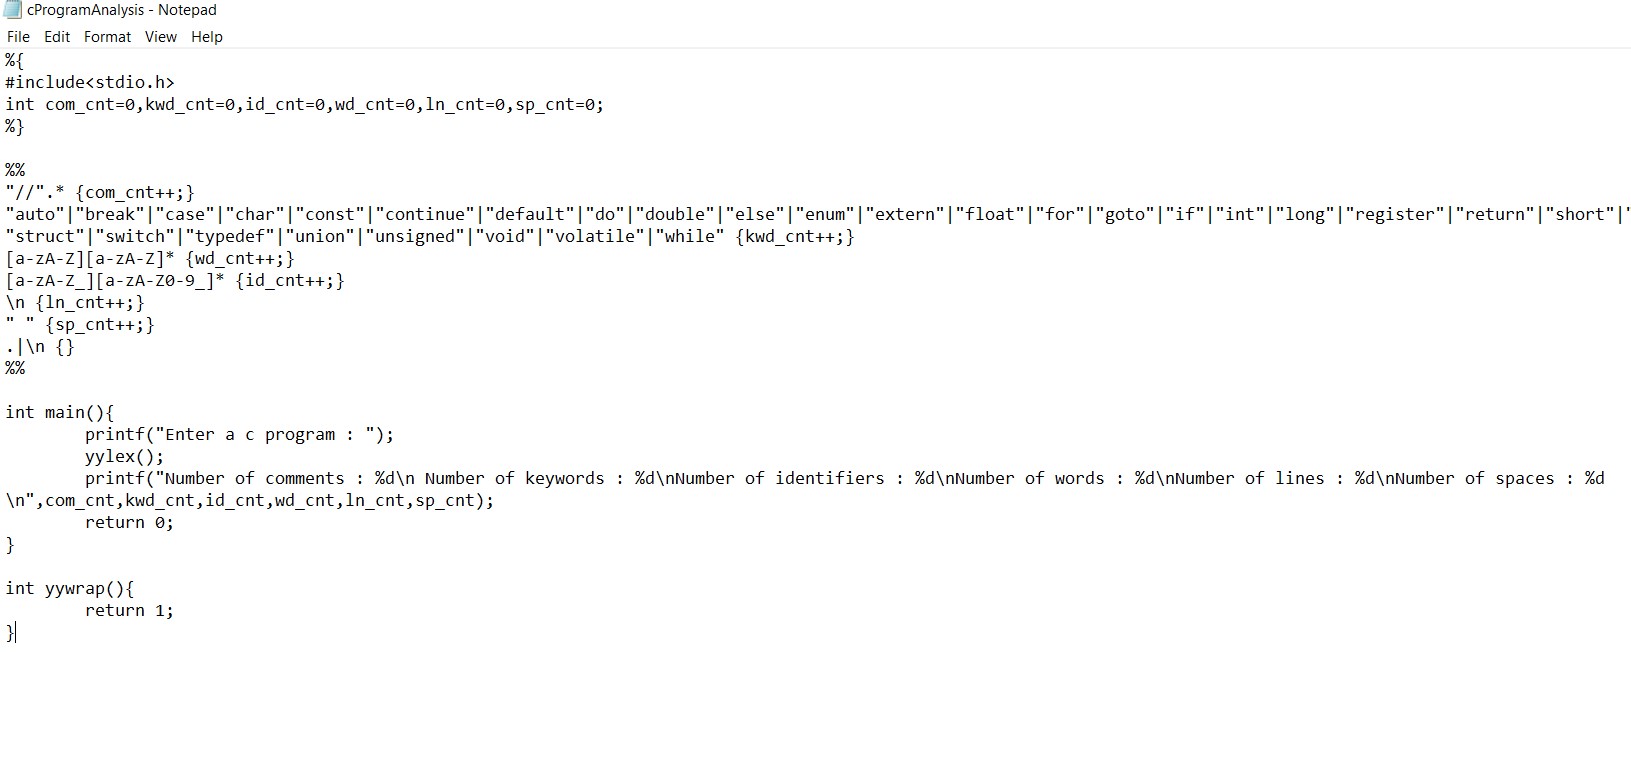 cProgramAnalysis - Notepad
File Edit Format View Help
%{
#include<stdio.h>
int com_cnt=0,kwd_cnt=0,id_cnt=0,wd_cnt=0,ln_cnt=0,sp_cnt=0;
%}

%%
"//".* {com_cnt++;}
"auto"|"break"|"case"|"char"|"const"|"continue"|"default"|"do"|"double"|"else"|"enum"|"extern"|"float"|"for"|"goto"|"if"|"int"|"long"|"register"|"return"|"short"|"
"struct"|"switch"|"typedef"|"union"|"unsigned"|"void"|"volatile"|"while" {kwd_cnt++;}
[a-zA-Z][a-zA-Z]* {wd_cnt++;}
[a-zA-Z_][a-zA-Z0-9_]* {id_cnt++;}
\n {ln_cnt++;}
" " {sp_cnt++;}
.|\n {}
%%

int main(){
        printf("Enter a c program : ");
        yylex();
        printf("Number of comments : %d\n Number of keywords : %d\nNumber of identifiers : %d\nNumber of words : %d\nNumber of lines : %d\nNumber of spaces : %d
\n",com_cnt,kwd_cnt,id_cnt,wd_cnt,ln_cnt,sp_cnt);
        return 0;
}

int yywrap(){
        return 1;
}